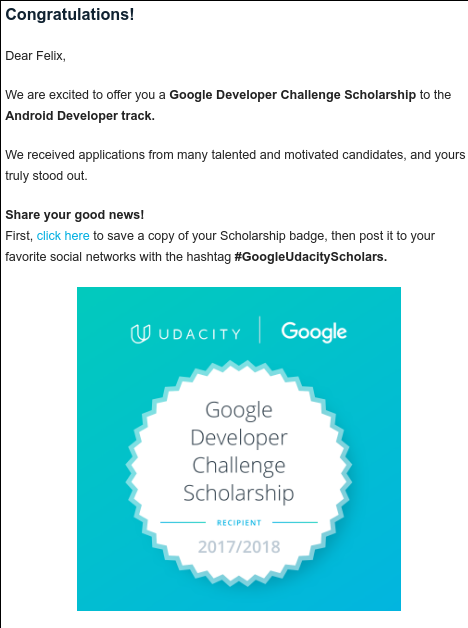 Congratulations!
Dear Felix,
We are excited to offer you a Google Developer Challenge Scholarship to the
Android Developer track.
We received applications from many talented and motivated candidates, and yours
truly stood out.
Share your good news!
First, click here to save a copy of your Scholarship badge, then post it to your
favorite social networks with the hashtag #GoogleUdacityScholars.
UDACITY Google
Google
Developer
Challenge
Scholarship
RECIPIENT
2017/2018